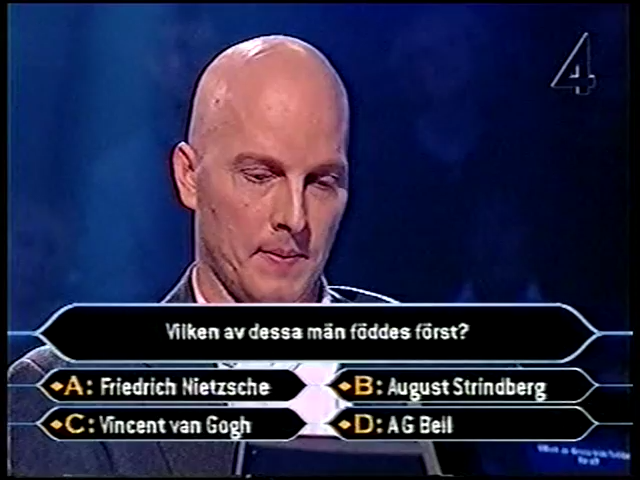 4
Vilken av dessa män föddes först?
A: Friedrich Nietzsche
B: August Strindberg
C: Vincent van Gogh
D: AG Bell